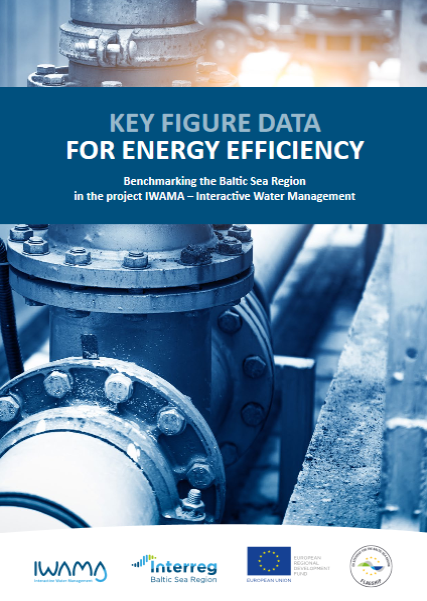 KEY FIGURE DATA
FOR ENERGY EFFICIENCY
Benchmarking the Baltic Sea Region
in the project IWAMA – Interactive Water Management
IWAMA
Interactive Water Management
Interreg
Baltic Sea Region
EUROPEAN UNION
EUROPEAN
REGIONAL
DEVELOPMENT
FUND
FLAGSHIP